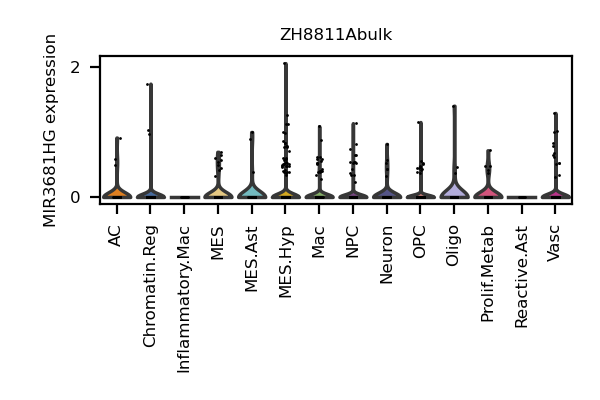 ZH8811Abulk
MIR3681HG expression
2
0
AC
Chromatin.Reg
Inflammatory.Mac
MES
MES.Ast
MES.Hyp
Mac
NPC
Neuron
OPC
Oligo
Prolif.Metab
Reactive.Ast
Vasc